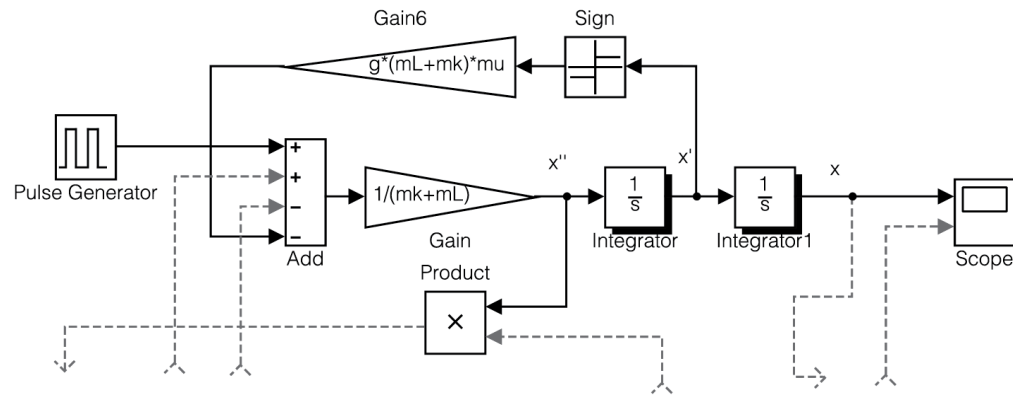 Gain6
Sign
g*(mL+mk)*mu
Pulse Generator
+
+
−
−
Add
1/(mk+mL)
Gain
x''
1
s
Integrator
x'
1
s
Integrator1
x
Scope
Product
×